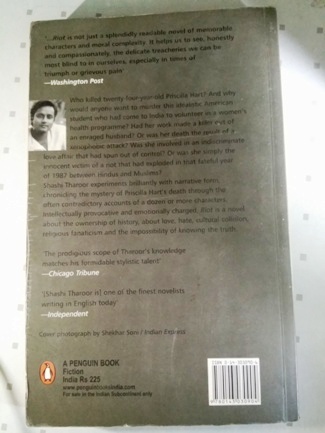 '...Riot is not just a splendidly readable novel of memorable
characters and moral complexity. It helps us to see, honestly
and compassionately, the delicate treacheries we can be
most blind to in ourselves, especially in times of
triumph or grievous pain'
—Washington Post
Who killed twenty-four-year-old Priscilla Hart? And why
would anyone want to murder this idealistic American
student who had come to India to volunteer in a women's
health programme? Had her work made a killer out of
an enraged husband? Or was her death the result of a
xenophobic attack? Was she involved in an indiscriminate
love affair that had spun out of control? Or was she simply the
innocent victim of a riot that had exploded in that fateful year
of 1987 between Hindus and Muslims?
Shashi Tharoor experiments brilliantly with narrative form,
chronicling the mystery of Priscilla Hart's death through the
often contradictory accounts of a dozen or more characters.
Intellectually provocative and emotionally charged, Riot is a novel
about the ownership of history, about love, hate, cultural collision,
religious fanaticism and the impossibility of knowing the truth.
'The prodigious scope of Tharoor's knowledge
matches his formidable stylistic talent'
—Chicago Tribune
'[Shashi Tharoor is] one of the finest novelists
writing in English today'
—Independent
Cover photograph by Shekhar Soni / Indian Express
A PENGUIN BOOK
Fiction
India Rs 225
www.penguinbooksindia.com
For sale in the Indian Subcontinent only